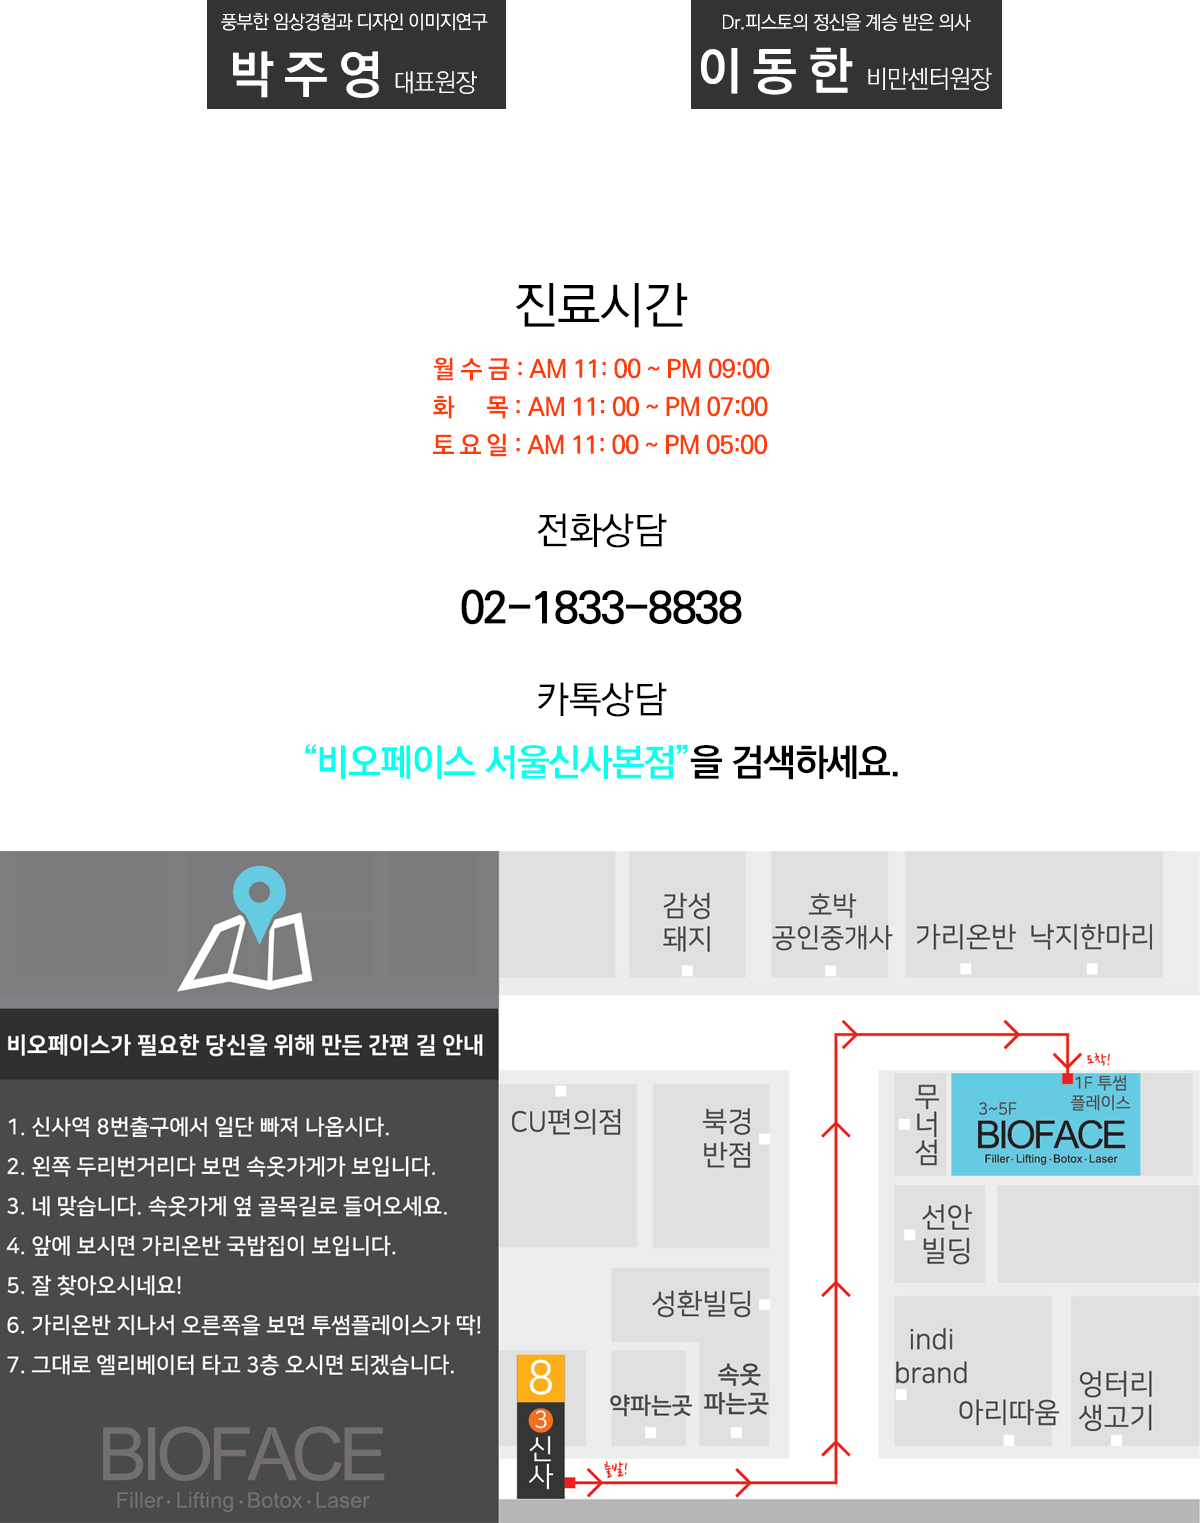 풍부한 임상경험과 디자인 이미지연구
박주영 대표원장
Dr.피스토의 정신을 계승 받은 의사
이동한 비만센터원장
진료시간
월 수 금 : AM 11: 00 ~ PM 09:00
화 목 : AM 11: 00 ~ PM 07:00
토 요 일 : AM 11: 00 ~ PM 05:00
전화상담
02-1833-8838
카톡상담
“비오페이스 서울신사본점”을 검색하세요.
비오페이스가 필요한 당신을 위해 만든 간편 길 안내
1. 신사역 8번출구에서 일단 빠져 나옵시다.
2. 왼쪽 두리번거리다 보면 속옷가게가 보입니다.
3. 네 맞습니다. 속옷가게 옆 골목길로 들어오세요.
4. 앞에 보시면 가리온반 국밥집이 보입니다.
5. 잘 찾아오시네요!
6. 가리온반 지나서 오른쪽을 보면 투썸플레이스가 딱!
7. 그대로 엘리베이터 타고 3층 오시면 되겠습니다.
BIOFACE
Filler · Lifting · Botox · Laser
감성
돼지
호박
공인중개사
가리온반
낙지한마리
도착!
CU편의점
북경
반점
무
너
섬
1F 투썸
플레이스
3~5F
BIOFACE
Filler · Lifting · Botox · Laser
선안
빌딩
성환빌딩
indi
brand
아리따움
엉터리
생고기
약파는곳
속옷
파는곳
8
3
신
사
출발!